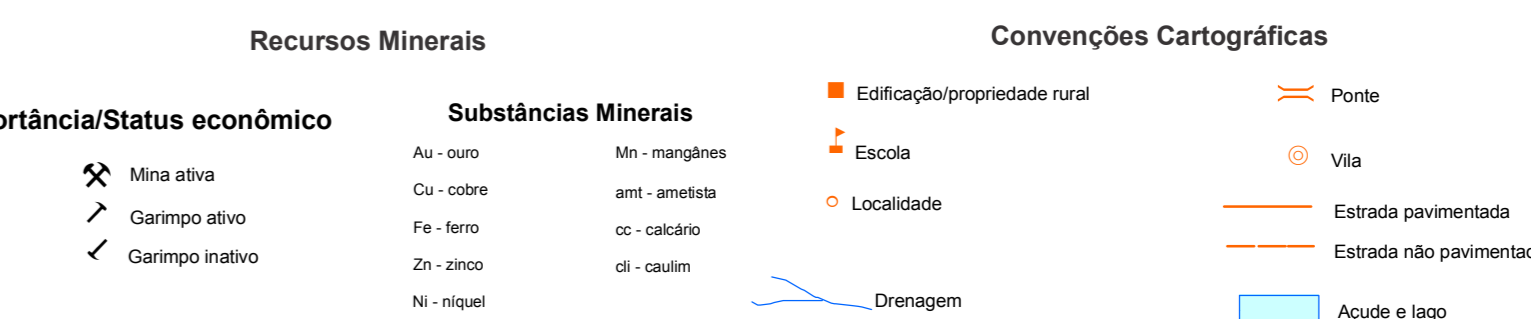 Recursos Minerais
ortância/Status econômico
Mina ativa
Garimpo ativo
Garimpo inativo
Substâncias Minerais
Au - ouro
Cu - cobre
Fe - ferro
Zn - zinco
Ni - níquel
Mn - mangânes
amt - ametista
cc - calcário
cli - caulim
Convenções Cartográficas
Edificação/propriedade rural
Escola
Localidade
Drenagem
Ponte
Vila
Estrada pavimentada
Estrada não pavimentad
Açude e lago